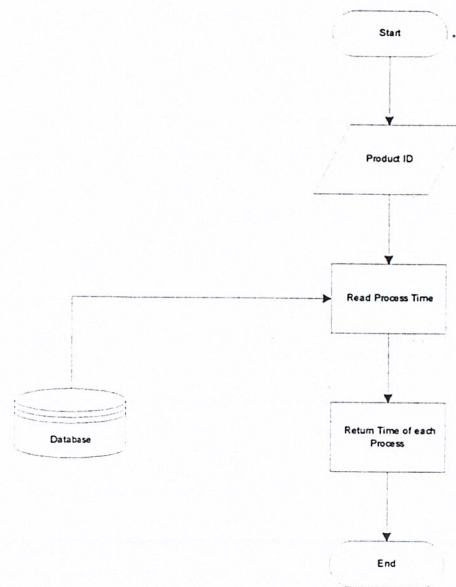 Start
Product ID
Read Process Time
Database
Return Time of each
Process
End